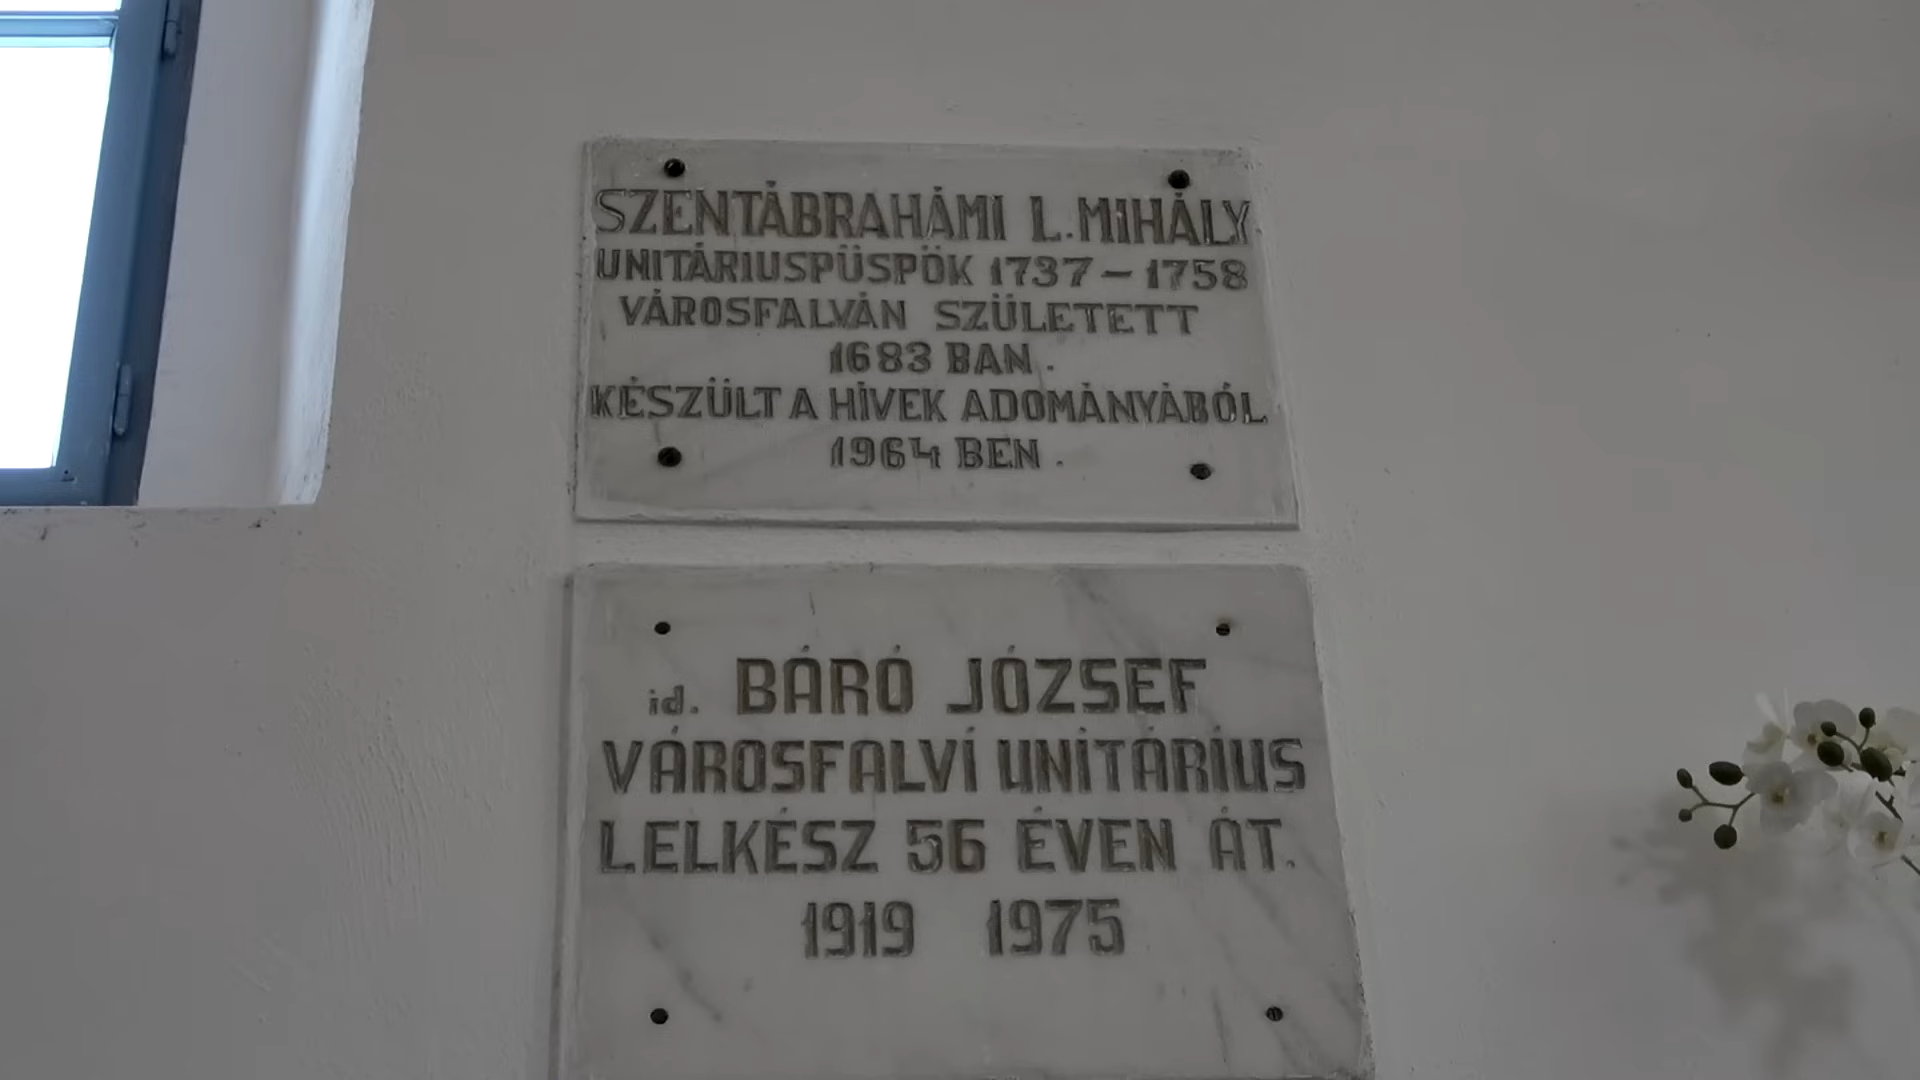 SZENTÁBRAHÁMI L. MIHÁLY
UNITÁRIUSPÜSPÖK 1737 – 1758
VÁROSFALVÁN SZÜLETETT
1683 BAN.
KÉSZÜLT A HÍVEK ADOMÁNYÁBÓL
1964 BEN.
id. BÁRÓ JÓZSEF
VÁROSFALVI UNITÁRIUS
LELKÉSZ 56 ÉVEN ÁT.
1919 1975